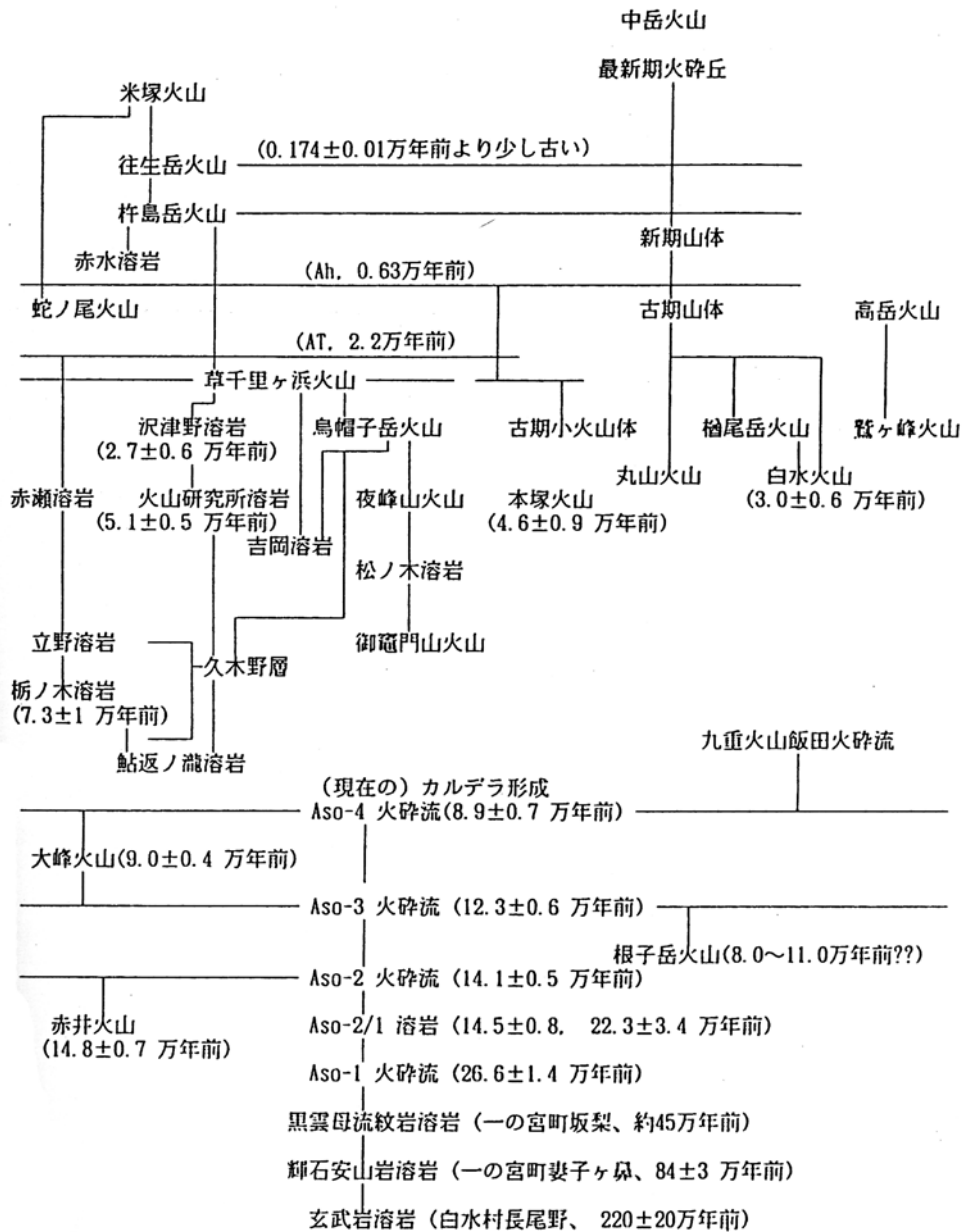 中岳火山
最新期火砕丘
米塚火山
(0.174±0.01万年前より少し古い)
往生岳火山
杵島岳火山
新期山体
赤水溶岩
(Ah, 0.63万年前)
蛇ノ尾火山
古期山体
高岳火山
(AT, 2.2万年前)
草千里ヶ浜火山
沢津野溶岩
(2.7±0.6 万年前)
烏帽子岳火山
古期小火山体
楢尾岳火山
鷲ヶ峰火山
丸山火山
白水火山
(3.0±0.6 万年前)
赤瀬溶岩
火山研究所溶岩
(5.1±0.5 万年前)
夜峰山火山
本塚火山
(4.6±0.9 万年前)
吉岡溶岩
松ノ木溶岩
立野溶岩
久木野層
御竈門山火山
栃ノ木溶岩
(7.3±1 万年前)
鮎返ノ瀧溶岩
九重火山飯田火砕流
(現在の) カルデラ形成
Aso-4 火砕流(8.9±0.7 万年前)
大峰火山(9.0±0.4 万年前)
Aso-3 火砕流 (12.3±0.6 万年前)
根子岳火山(8.0～11.0万年前??)
Aso-2 火砕流 (14.1±0.5 万年前)
赤井火山
(14.8±0.7 万年前)
Aso-2/1 溶岩 (14.5±0.8, 22.3±3.4 万年前)
Aso-1 火砕流 (26.6±1.4 万年前)
黒雲母流紋岩溶岩 (一の宮町坂梨、約45万年前)
輝石安山岩溶岩 (一の宮町妻子ヶ鼻、84±3 万年前)
玄武岩溶岩 (白水村長尾野、 220±20万年前)